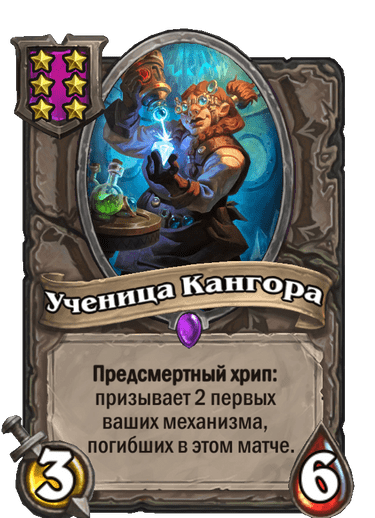 Ученица Кангора
Предсмертный хрип:
призывает 2 первых
ваших механизма,
погибших в этом матче.
3
6